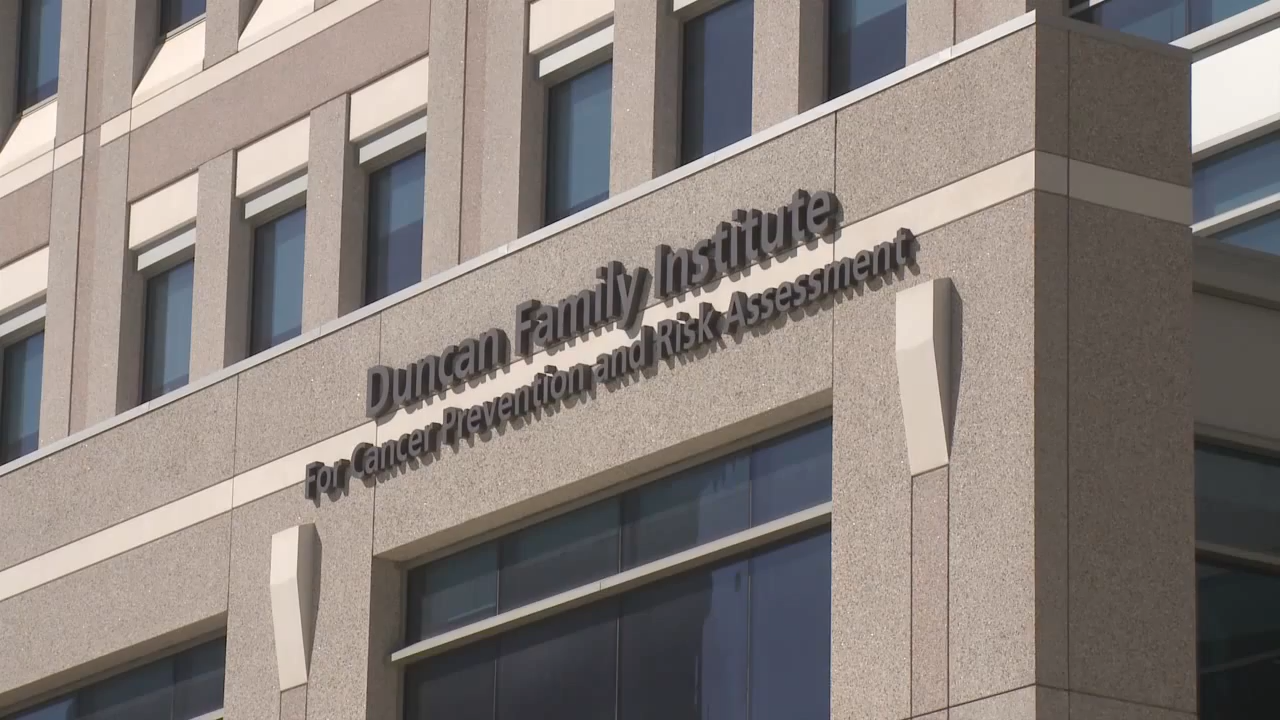 Duncan Family Institute
For Cancer Prevention and Risk Assessment